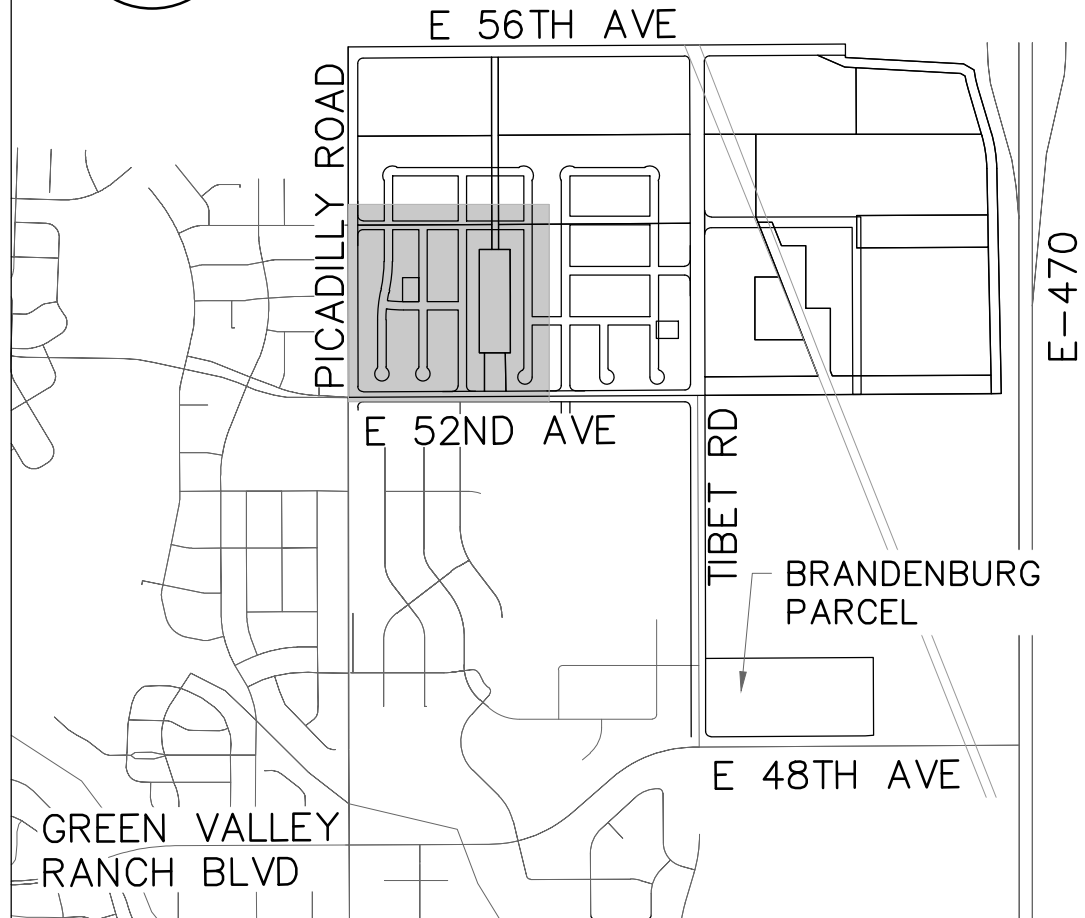 E 56TH AVE
PICADILLY ROAD
E-470
E 52ND AVE
TIBET RD
BRANDENBURG
PARCEL
E 48TH AVE
GREEN VALLEY
RANCH BLVD